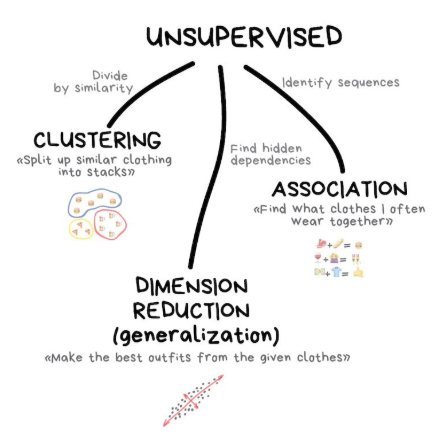 UNSUPERVISED
Divide
by similarity
Identify sequences
CLUSTERING
«Split up similar clothing
into stacks»
Find hidden
dependencies
ASSOCIATION
«Find What clothes I often
Wear together»
DIMENSION
REDUCTION
(generalization)
«Make the best outfits from the given clothes»